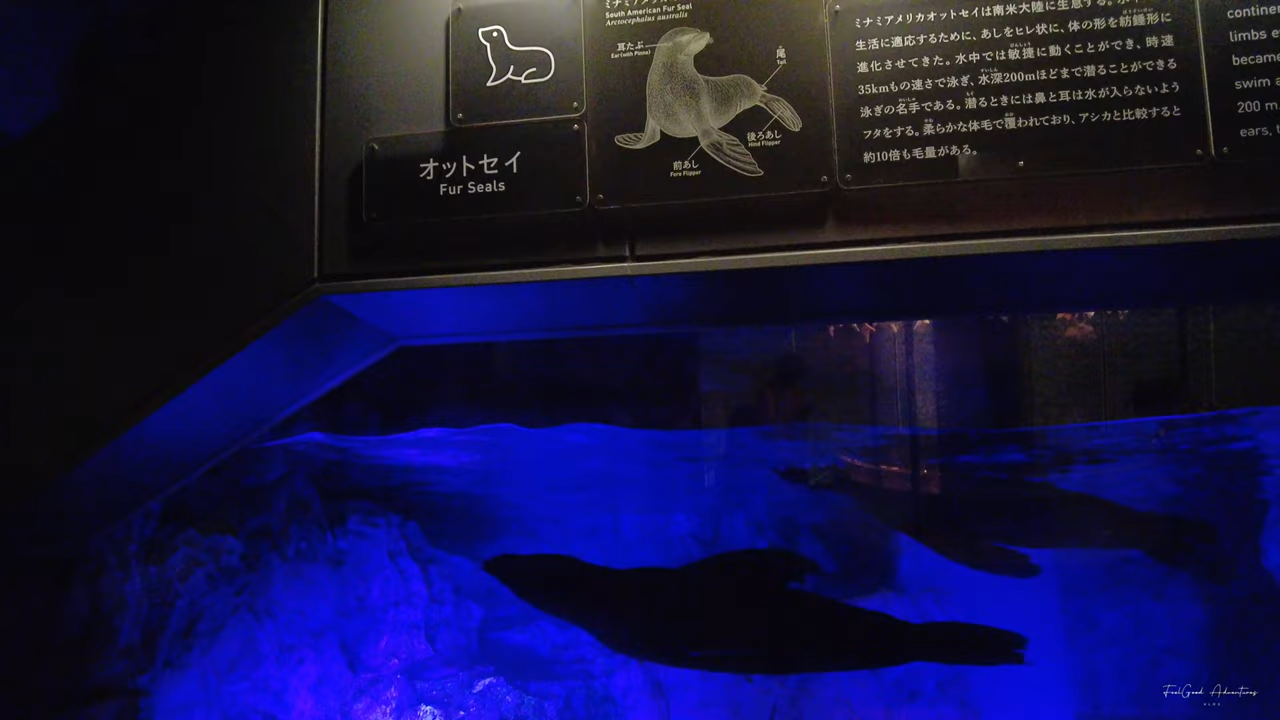 オットセイ
Fur Seals
South American Fur Seal
Arctocephalus australis
耳たぶ
Ear(with Pinna)
尾
Tail
後ろあし
Hind Flipper
前あし
Fore Flipper
ミナミアメリカオットセイは南米大陸に生息する。
生活に適応するために、あしをヒレ状に、体の形を紡錘形に
進化させてきた。水中では敏捷に動くことができ、時速
35kmもの速さで泳ぎ、水深200mほどまで潜ることができる
泳ぎの名手である。潜るときには鼻と耳は水が入らないよう
フタをする。柔らかな体毛で覆われており、アシカと比較すると
約10倍も毛量がある。
limbs
became
swim
200 m
ears,
FeelGood Adventures
VLOG